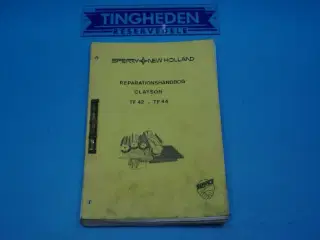 TINGHEDEN
SPERRY NEW HOLLAND
REPARATIONSHANDBOG
CLAYSON
TF 42 - TF 44